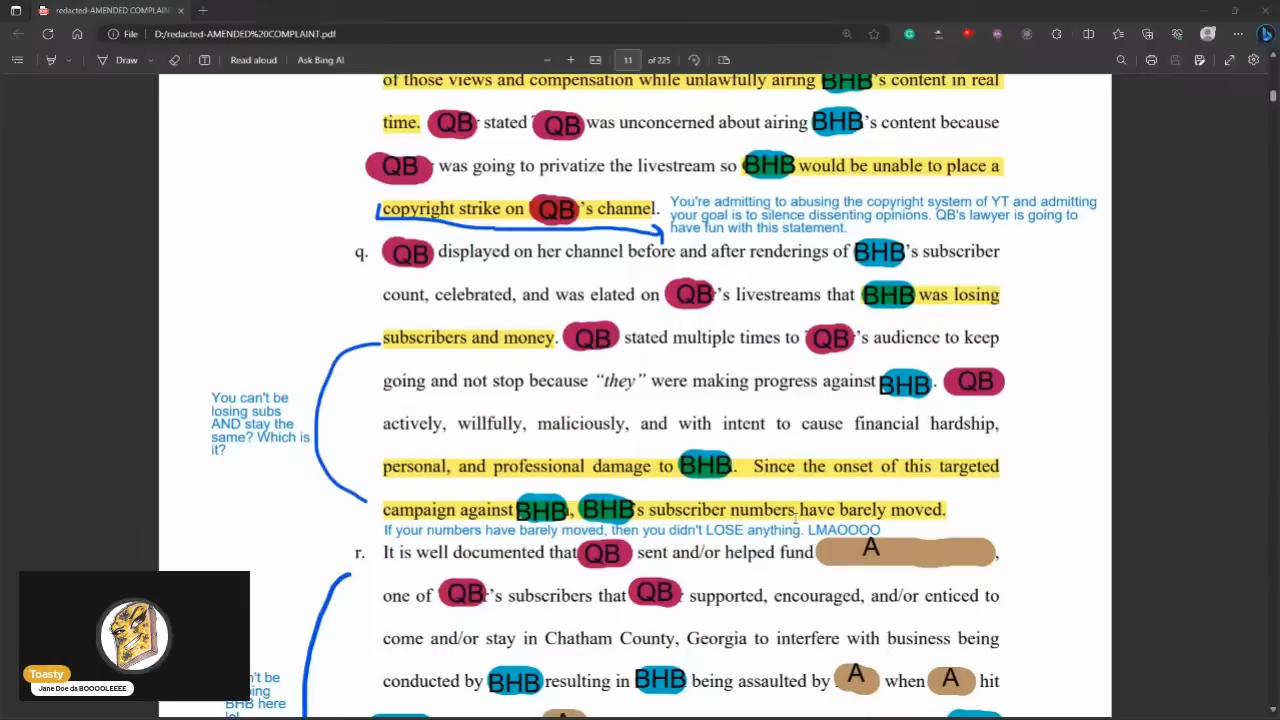 redacted-AMENDED COMPLAINT.pdf
File D:/redacted-AMENDED%20COMPLAINT.pdf
Draw Read aloud Ask Bing AI 11 of 225
of those views and compensation while unlawfully airing BHB's content in real
time. QB stated QB was unconcerned about airing BHB's content because
QB was going to privatize the livestream so BHB would be unable to place a
copyright strike on QB's channel.
You're admitting to abusing the copyright system of YT and admitting
your goal is to silence dissenting opinions. QB's lawyer is going to
have fun with this statement.
q. QB displayed on her channel before and after renderings of BHB's subscriber
count, celebrated, and was elated on QB's livestreams that BHB was losing
subscribers and money. QB stated multiple times to QB's audience to keep
going and not stop because “they” were making progress against BHB. QB
actively, willfully, maliciously, and with intent to cause financial hardship,
personal, and professional damage to BHB. Since the onset of this targeted
campaign against BHB, BHB's subscriber numbers have barely moved.
You can't be
losing subs
AND stay the
same? Which is
it?
If your numbers have barely moved, then you didn't LOSE anything. LMAOOOO
r. It is well documented that QB sent and/or helped fund A,
one of QB's subscribers that QB supported, encouraged, and/or enticed to
come and/or stay in Chatham County, Georgia to interfere with business being
conducted by BHB resulting in BHB being assaulted by A when A hit
BHB here
Toasty
Jane Doe da BOOOOLEEEE